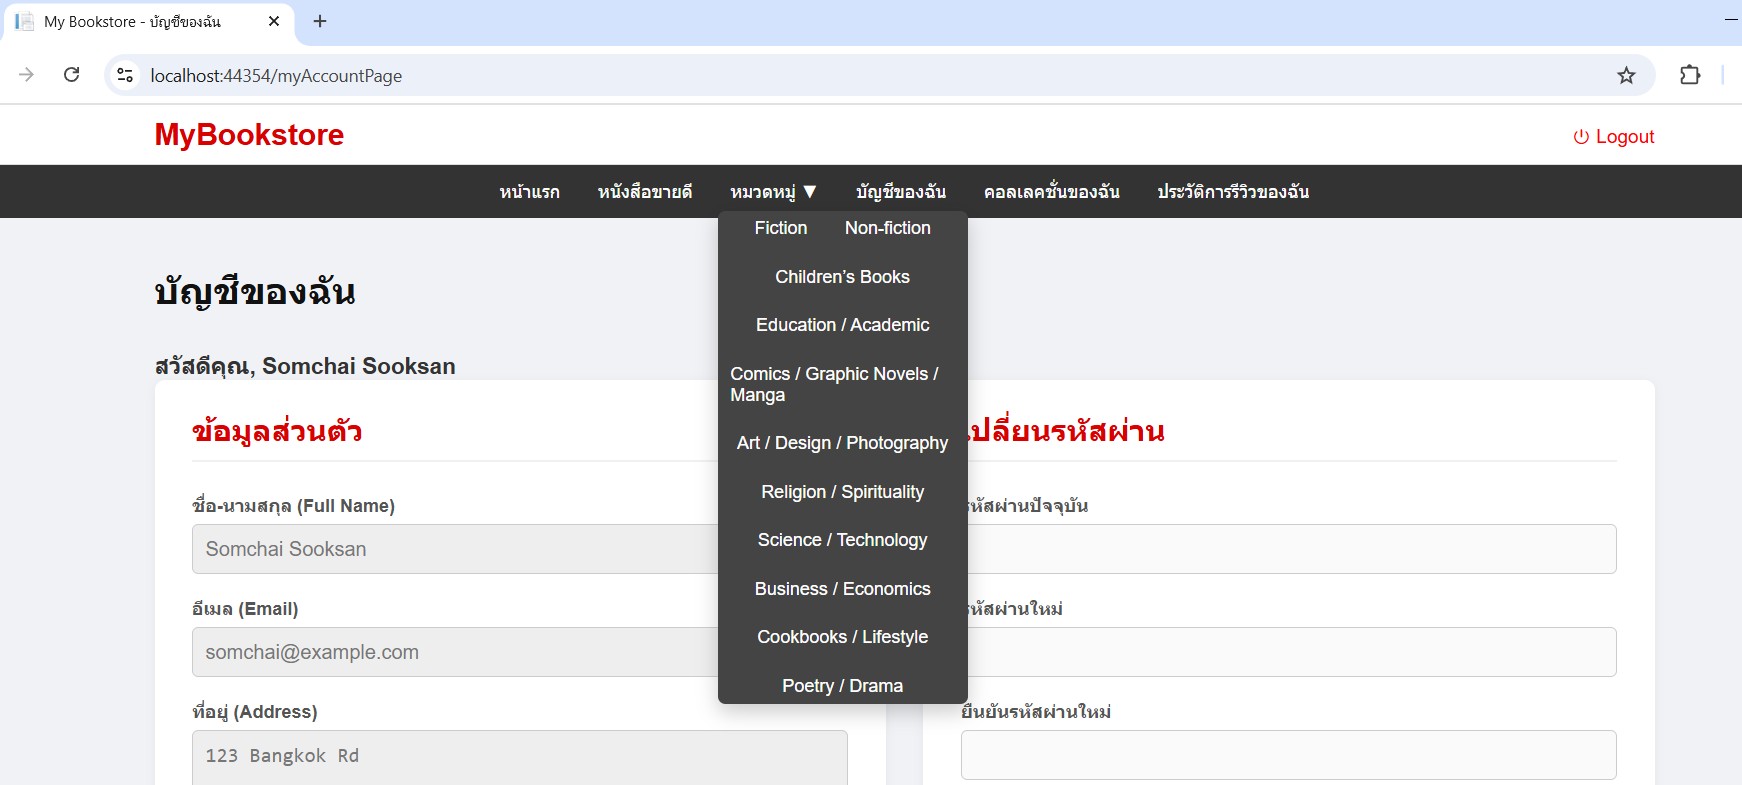 My Bookstore - บัญชีของฉัน
localhost:44354/myAccountPage
MyBookstore
Logout
หน้าแรก หนังสือขายดี หมวดหมู่ ▼ บัญชีของฉัน คอลเลคชั่นของฉัน ประวัติการรีวิวของฉัน
Fiction Non-fiction
Children’s Books
Education / Academic
Comics / Graphic Novels /
Manga
Art / Design / Photography
Religion / Spirituality
Science / Technology
Business / Economics
Cookbooks / Lifestyle
Poetry / Drama
บัญชีของฉัน
สวัสดีคุณ, Somchai Sooksan
ข้อมูลส่วนตัว
ชื่อ-นามสกุล (Full Name)
Somchai Sooksan
อีเมล (Email)
somchai@example.com
ที่อยู่ (Address)
123 Bangkok Rd
เปลี่ยนรหัสผ่าน
รหัสผ่านปัจจุบัน
รหัสผ่านใหม่
ยืนยันรหัสผ่านใหม่